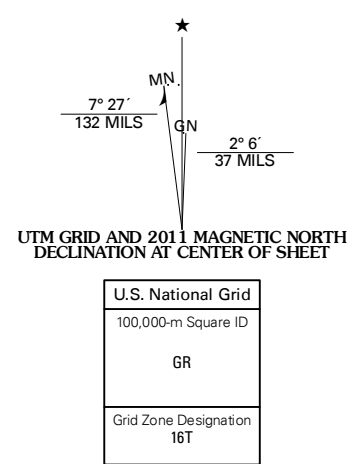 MN
7° 27´
132 MILS
GN
2° 6´
37 MILS
UTM GRID AND 2011 MAGNETIC NORTH
DECLINATION AT CENTER OF SHEET
U.S. National Grid
100,000-m Square ID
GR
Grid Zone Designation
16T